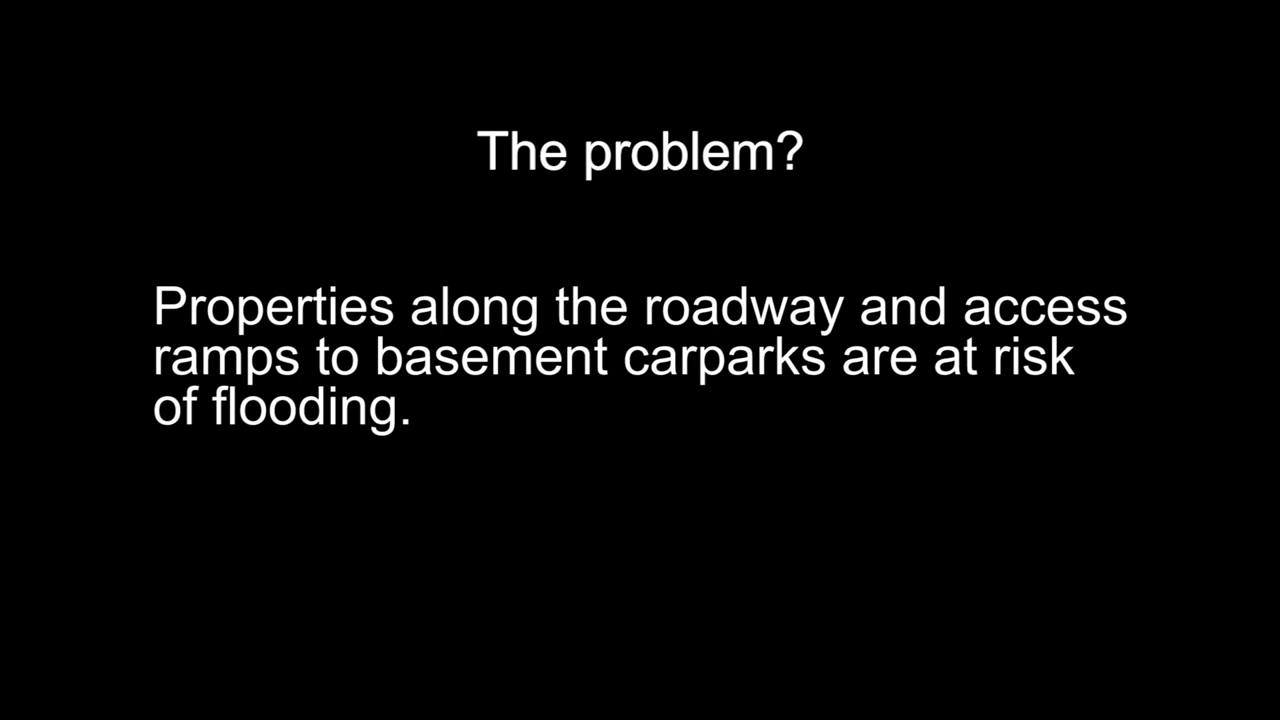 The problem?
Properties along the roadway and access
ramps to basement carparks are at risk
of flooding.